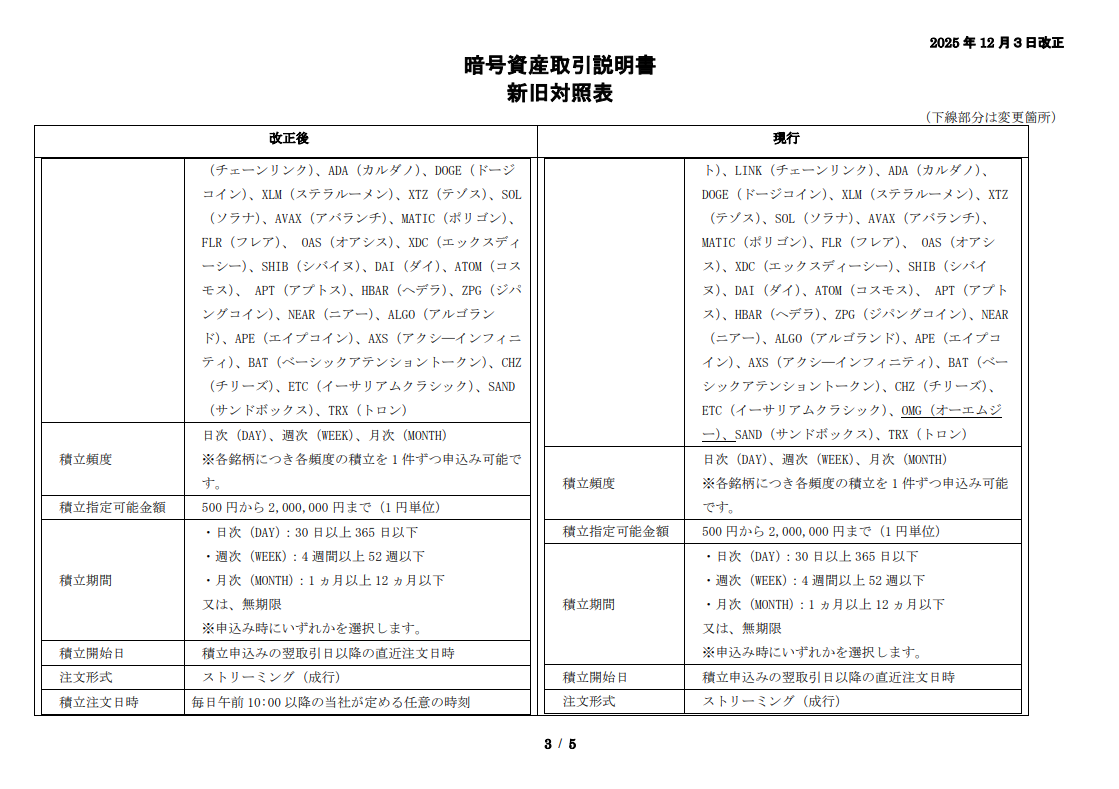 2025年12月3日改正
暗号資産取引説明書
新旧対照表
（下線部分は変更箇所）
改正後
（チェーンリンク）、ADA（カルダノ）、DOGE（ドージ
コイン）、XLM（ステラルーメン）、XTZ（テゾス）、SOL
（ソラナ）、AVAX（アバランチ）、MATIC（ポリゴン）、
FLR（フレア）、 OAS（オアシス）、XDC（エックスディ
ーシー）、SHIB（シバイヌ）、DAI（ダイ）、ATOM（コス
モス）、 APT（アプトス）、HBAR（ヘデラ）、ZPG（ジパ
ングコイン）、NEAR（ニアー）、ALGO（アルゴラン
ド）、APE（エイプコイン）、AXS（アクシ―インフィニ
ティ）、BAT（ベーシックアテンショントークン）、CHZ
（チリーズ）、ETC（イーサリアムクラシック）、SAND
（サンドボックス）、TRX（トロン）
積立頻度
日次（DAY）、週次（WEEK）、月次（MONTH）
※各銘柄につき各頻度の積立を1件ずつ申込み可能で
す。
積立指定可能金額
500円から2,000,000円まで（1円単位）
積立期間
・日次（DAY）：30日以上365日以下
・週次（WEEK）：4週間以上52週以下
・月次（MONTH）：1ヵ月以上12ヵ月以下
又は、無期限
※申込み時にいずれかを選択します。
積立開始日
積立申込みの翌取引日以降の直近注文日時
注文形式
ストリーミング（成行）
積立注文日時
毎日午前10:00以降の当社が定める任意の時刻
現行
ト）、LINK（チェーンリンク）、ADA（カルダノ）、
DOGE（ドージコイン）、XLM（ステラルーメン）、XTZ
（テゾス）、SOL（ソラナ）、AVAX（アバランチ）、
MATIC（ポリゴン）、FLR（フレア）、 OAS（オアシ
ス）、XDC（エックスディーシー）、SHIB（シバイ
ヌ）、DAI（ダイ）、ATOM（コスモス）、 APT（アプト
ス）、HBAR（ヘデラ）、ZPG（ジパングコイン）、NEAR
（ニアー）、ALGO（アルゴランド）、APE（エイプコ
イン）、AXS（アクシ―インフィニティ）、BAT（ベー
シックアテンショントークン）、CHZ（チリーズ）、
ETC（イーサリアムクラシック）、OMG（オーエムジ
ー）、SAND（サンドボックス）、TRX（トロン）
積立頻度
日次（DAY）、週次（WEEK）、月次（MONTH）
※各銘柄につき各頻度の積立を1件ずつ申込み可能
です。
積立指定可能金額
500円から2,000,000円まで（1円単位）
積立期間
・日次（DAY）：30日以上365日以下
・週次（WEEK）：4週間以上52週以下
・月次（MONTH）：1ヵ月以上12ヵ月以下
又は、無期限
※申込み時にいずれかを選択します。
積立開始日
積立申込みの翌取引日以降の直近注文日時
注文形式
ストリーミング（成行）
3 / 5